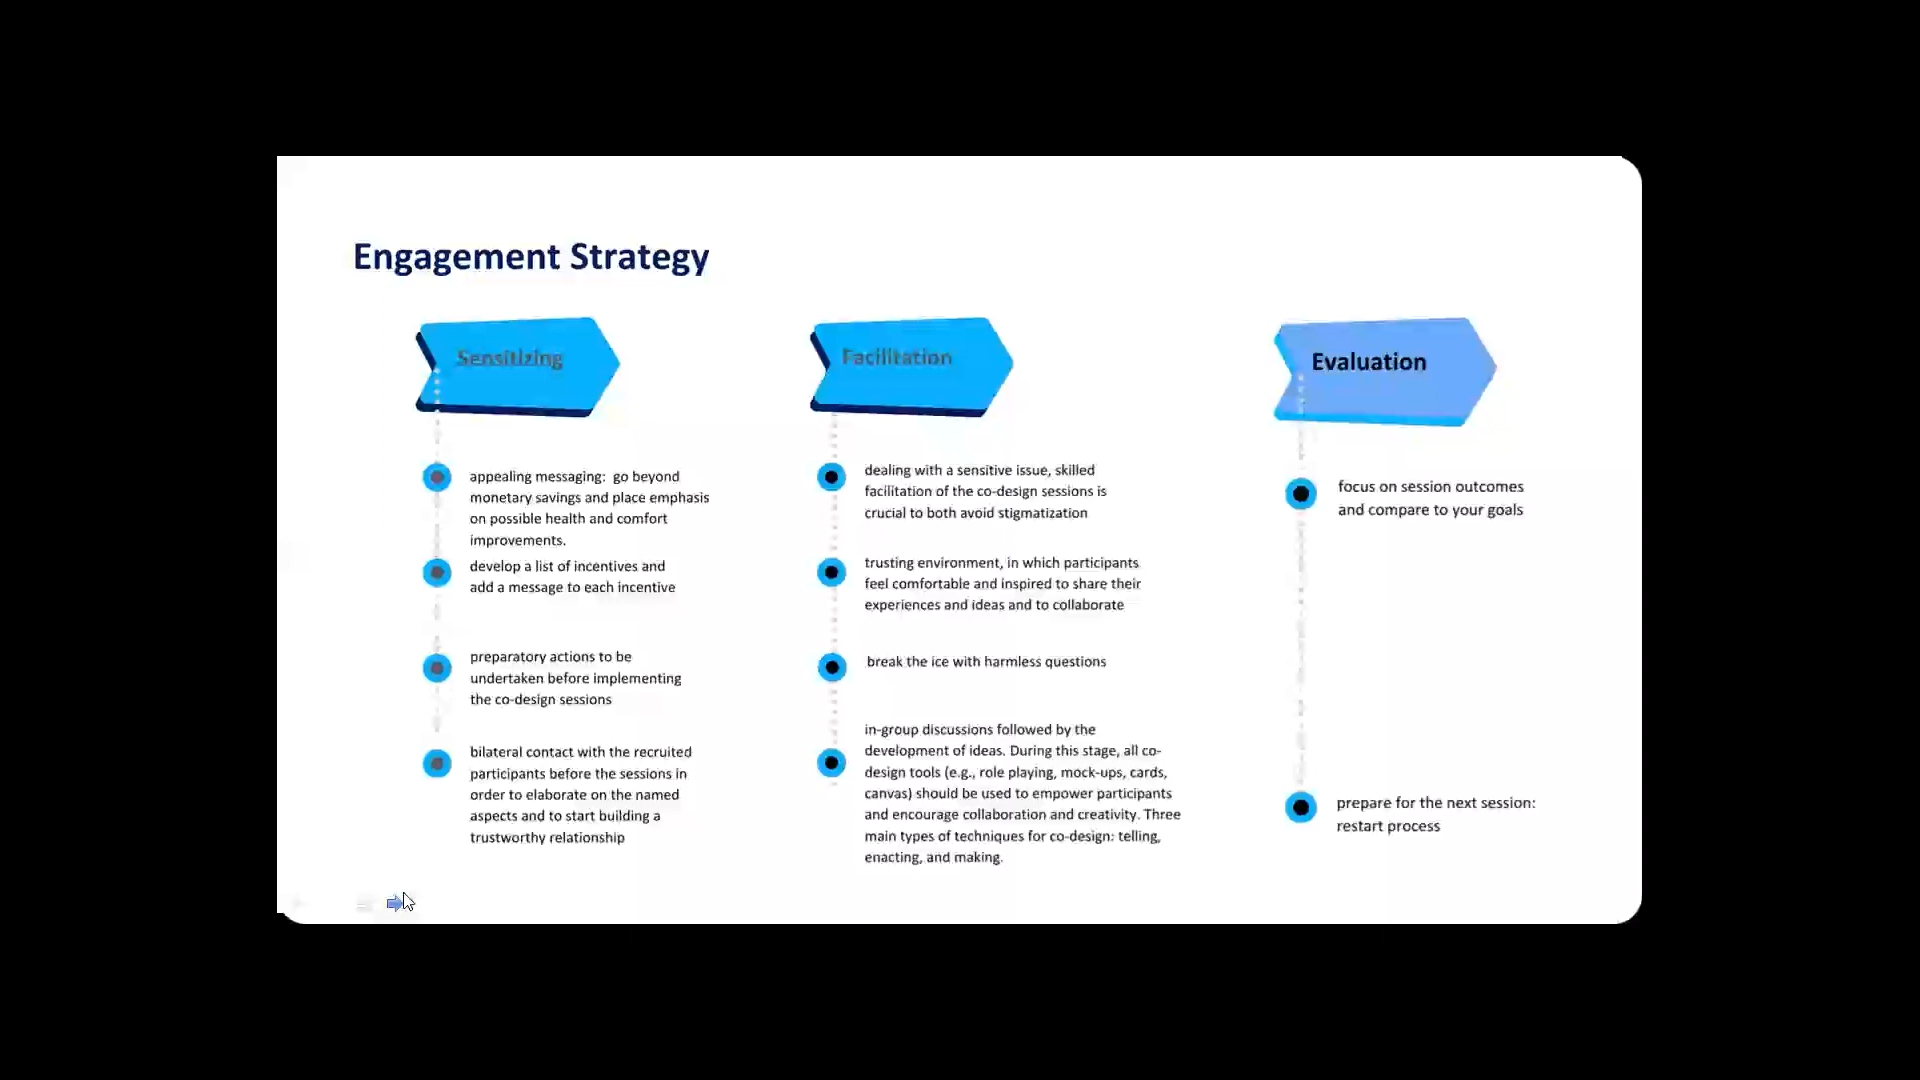 Engagement Strategy
Sensitizing
appealing messaging:  go beyond
monetary savings and place emphasis
on possible health and comfort
improvements.
develop a list of incentives and
add a message to each incentive
preparatory actions to be
undertaken before implementing
the co-design sessions
bilateral contact with the recruited
participants before the sessions in
order to elaborate on the named
aspects and to start building a
trustworthy relationship
Facilitation
dealing with a sensitive issue, skilled
facilitation of the co-design sessions is
crucial to both avoid stigmatization
trusting environment, in which participants
feel comfortable and inspired to share their
experiences and ideas and to collaborate
break the ice with harmless questions
in-group discussions followed by the
development of ideas. During this stage, all co-
design tools (e.g., role playing, mock-ups, cards,
canvas) should be used to empower participants
and encourage collaboration and creativity. Three
main types of techniques for co-design: telling,
enacting, and making.
Evaluation
focus on session outcomes
and compare to your goals
prepare for the next session:
restart process